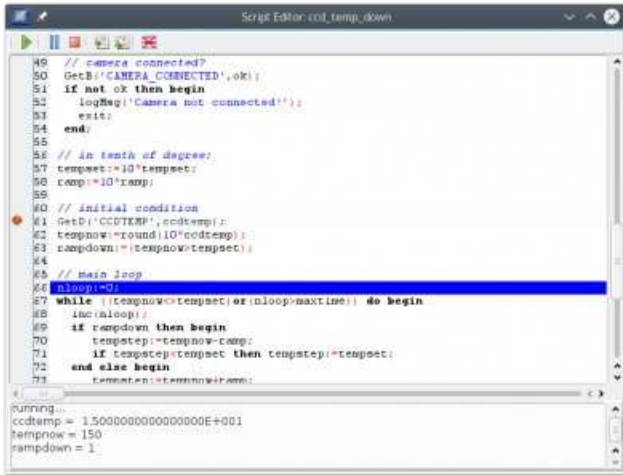 Script Editor: ccd_temp_down
49 // camera connected?
50 GetB('CAMERA_CONNECTED',ok);
51 if not ok then begin
52 logMsg('Camera not connected!');
53 exit;
54 end;
55
56 // in tenth of degree;
57 tempset:=10*tempset;
58 ramp:=10*ramp;
59
60 // initial condition
61 GetD('CCDTEMP',ccdtemp);
62 tempnow:=round(10*ccdtemp);
63 rampdown:=(tempnow>tempset);
64
65 // main loop
66 nloop:=0;
67 while ((tempnow<>tempset)or(nloop>maxtime)) do begin
68 inc(nloop);
69 if rampdown then begin
70 tempstep:=tempnow-ramp;
71 if tempstep<tempset then tempstep:=tempset;
72 end else begin
73 tempstep:=tempnow+ramp;
running...
ccdtemp = 1.5000000000000000E+001
tempnow = 150
rampdown = 1